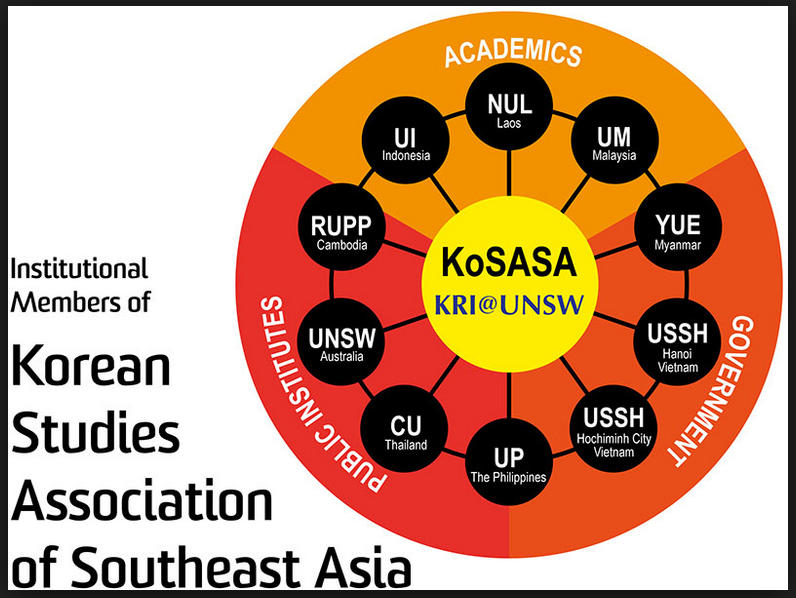 Institutional
Members of
Korean
Studies
Association
of Southeast Asia
ACADEMICS
GOVERNMENT
PUBLIC INSTITUTES
KoSASA
KRI@UNSW
NUL
Laos
UM
Malaysia
YUE
Myanmar
USSH
Hanoi
Vietnam
USSH
Hochiminh City
Vietnam
UP
The Philippines
CU
Thailand
UNSW
Australia
RUPP
Cambodia
UI
Indonesia